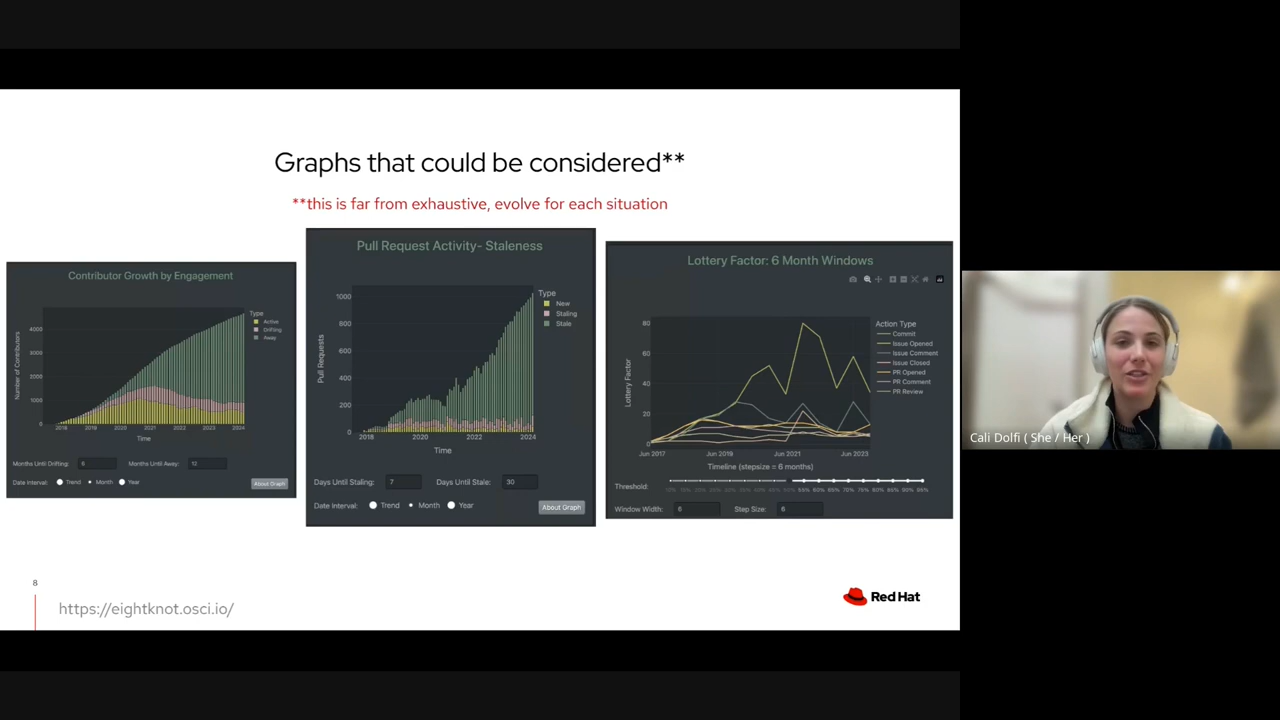 Graphs that could be considered**
**this is far from exhaustive, evolve for each situation
Contributor Growth by Engagement
Type
Active
Drifting
Away
Number of Contributors
4000
3000
2000
1000
0
2018
2019
2020
2021
2022
2023
2024
Time
Months Until Drifting: 6
Months Until Away: 12
Date Interval: Trend Month Year
About Graph
Pull Request Activity- Staleness
Type
New
Staling
Stale
Pull Requests
1000
800
600
400
200
0
2018
2020
2022
2024
Time
Days Until Staling: 7
Days Until Stale: 30
Date Interval: Trend Month Year
About Graph
Lottery Factor: 6 Month Windows
Action Type
Commit
Issue Opened
Issue Comment
Issue Closed
PR Opened
PR Comment
PR Review
Lottery Factor
80
60
40
20
0
Jun 2017
Jun 2019
Jun 2021
Jun 2023
Timeline (stepsize = 6 months)
Threshold:
Window Width: 6
Step Size: 6
8
https://eightknot.osci.io/
Red Hat
Cali Dolfi ( She / Her )